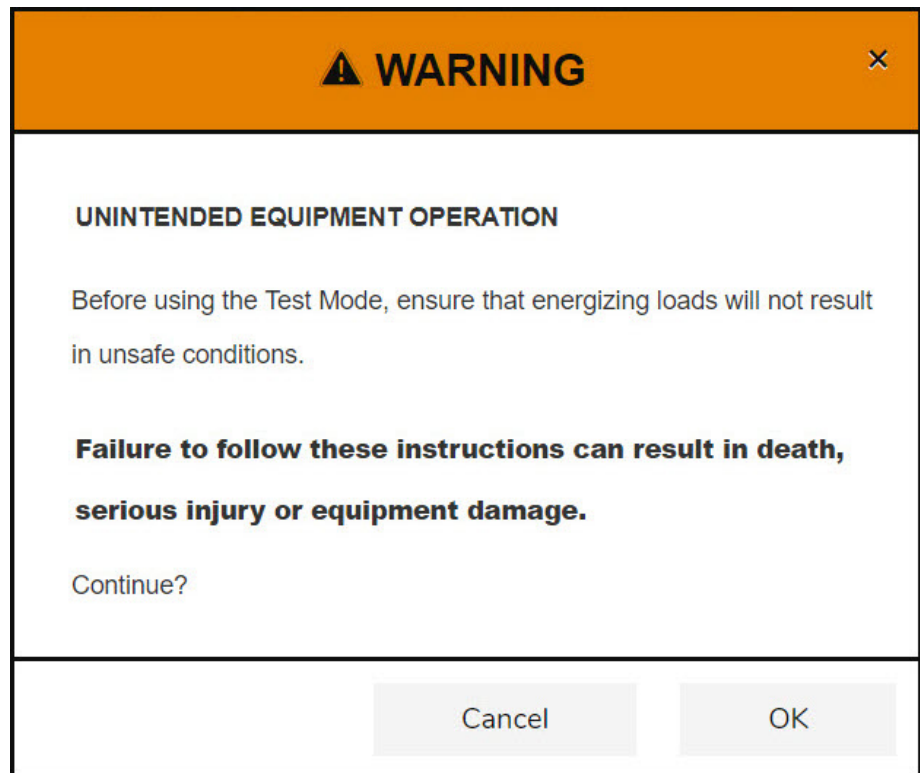 ⚠ WARNING ×
UNINTENDED EQUIPMENT OPERATION
Before using the Test Mode, ensure that energizing loads will not result
in unsafe conditions.
Failure to follow these instructions can result in death,
serious injury or equipment damage.
Continue?
Cancel OK